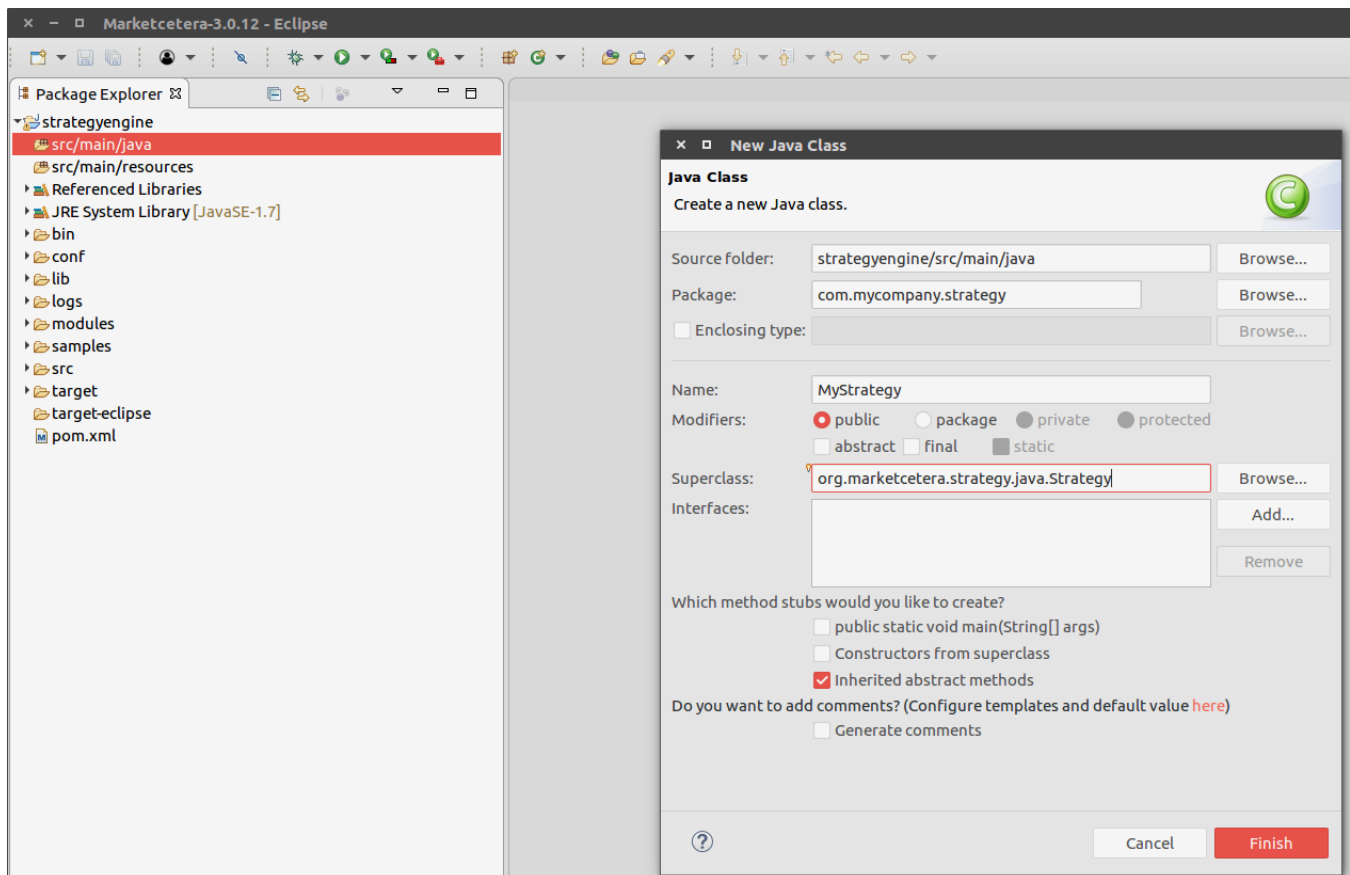 Marketcetera-3.0.12 - Eclipse
Package Explorer
strategyengine
src/main/java
src/main/resources
Referenced Libraries
JRE System Library [JavaSE-1.7]
bin
conf
lib
logs
modules
samples
src
target
target-eclipse
pom.xml
New Java Class
Java Class
Create a new Java class.
Source folder: strategyengine/src/main/java Browse...
Package: com.mycompany.strategy Browse...
Enclosing type: Browse...
Name: MyStrategy
Modifiers: public package private protected
abstract final static
Superclass: org.marketcetera.strategy.java.Strategy Browse...
Interfaces: Add...
Remove
Which method stubs would you like to create?
public static void main(String[] args)
Constructors from superclass
Inherited abstract methods
Do you want to add comments? (Configure templates and default value here)
Generate comments
Cancel Finish